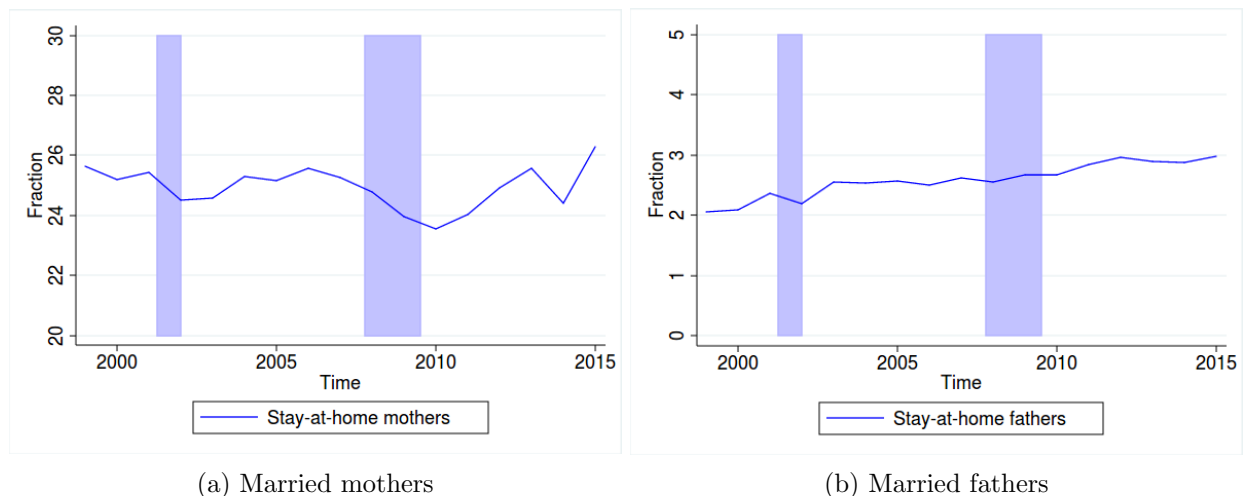 30
28
26
24
22
20
Fraction
2000
2005
2010
2015
Time
Stay-at-home mothers
(a) Married mothers
5
4
3
2
1
0
Fraction
2000
2005
2010
2015
Time
Stay-at-home fathers
(b) Married fathers